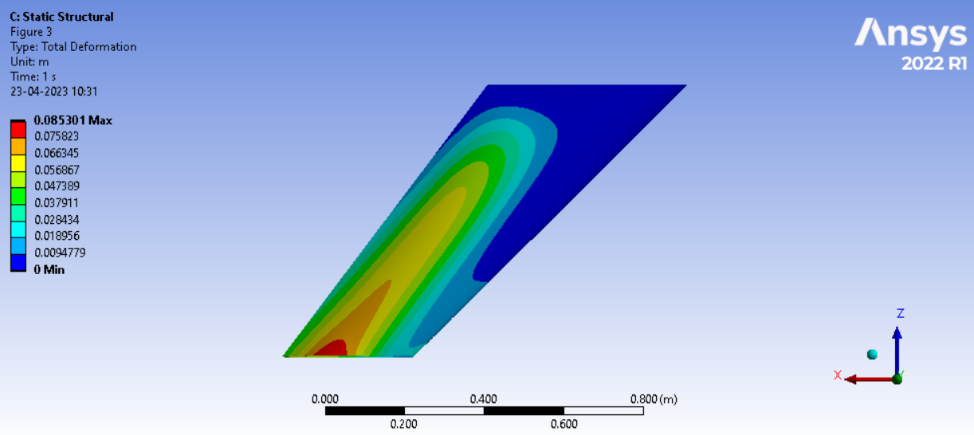 C: Static Structural
Figure 3
Type: Total Deformation
Unit: m
Time: 1 s
23-04-2023 10:31
0.085301 Max
0.075823
0.066345
0.056867
0.047389
0.037911
0.028434
0.018956
0.0094779
0 Min
Ansys
2022 R1
Z
X
0.000 0.400 0.800 (m)
0.200 0.600